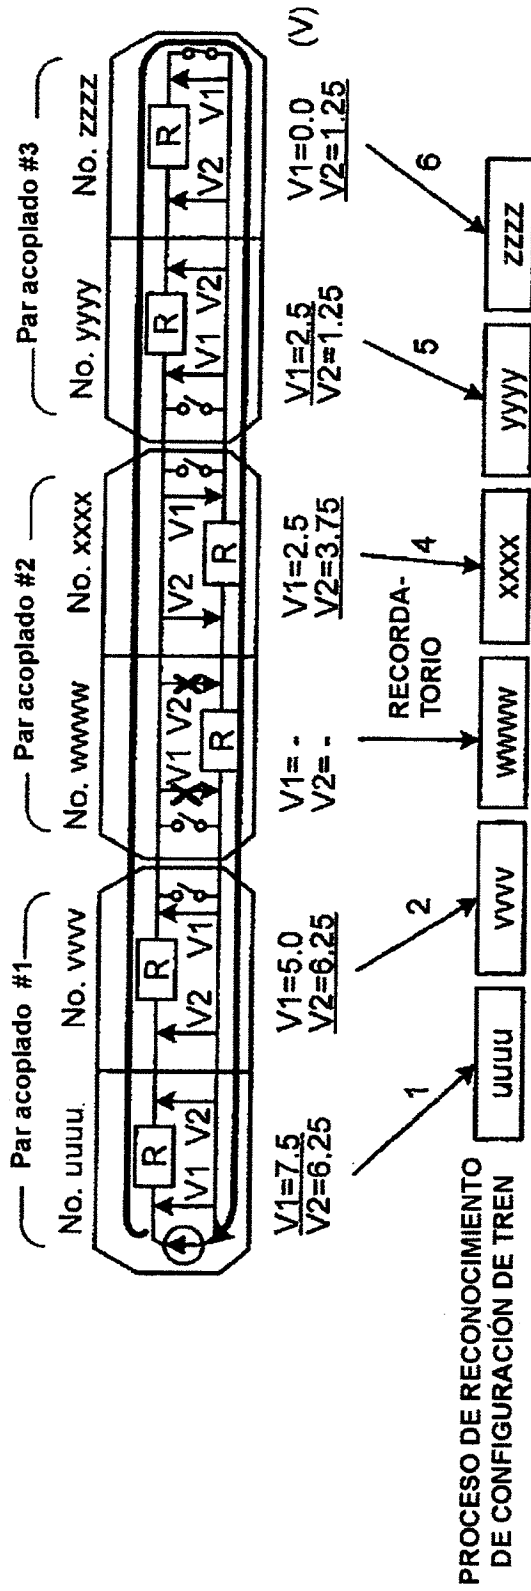 Par acoplado #1
Par acoplado #2
Par acoplado #3
No. uuuu
No. vvvv
No. wwwww
No. xxxx
No. yyyy
No. zzzz
R
R
R
R
R
R
V1
V2
V2
V1
V1
V2
V2
V1
V1
V2
V2
V1
(V)
V1=7.5
V2=6.25
V1=5.0
V2=6.25
V1= -
V2= -
V1=2.5
V2=3.75
V1=2.5
V2=1.25
V1=0.0
V2=1.25
1
2
RECORDA-
TORIO
4
5
6
PROCESO DE RECONOCIMIENTO
DE CONFIGURACIÓN DE TREN
uuuu
vvvv
wwwww
xxxx
yyyy
zzzz